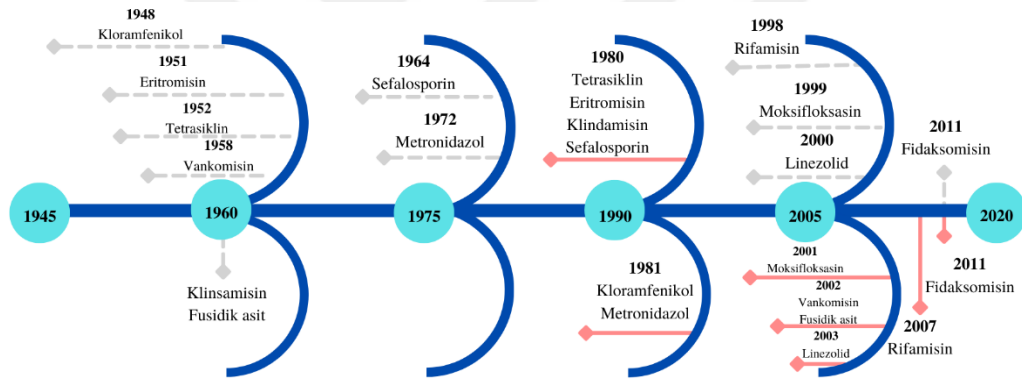 1948
Kloramfenikol
1951
Eritromisin
1952
Tetrasiklin
1958
Vankomisin
1964
Sefalosporin
1972
Metronidazol
1980
Tetrasiklin
Eritromisin
Klindamisin
Sefalosporin
1998
Rifamisin
1999
Moksifloksasin
2000
Linezolid
2011
Fidaksomisin
1945
1960
1975
1990
2005
2020
Klinsamisin
Fusidik asit
1981
Kloramfenikol
Metronidazol
2001
Moksifloksasin
2002
Vankomisin
Fusidik asit
2003
Linezolid
2007
Rifamisin
2011
Fidaksomisin